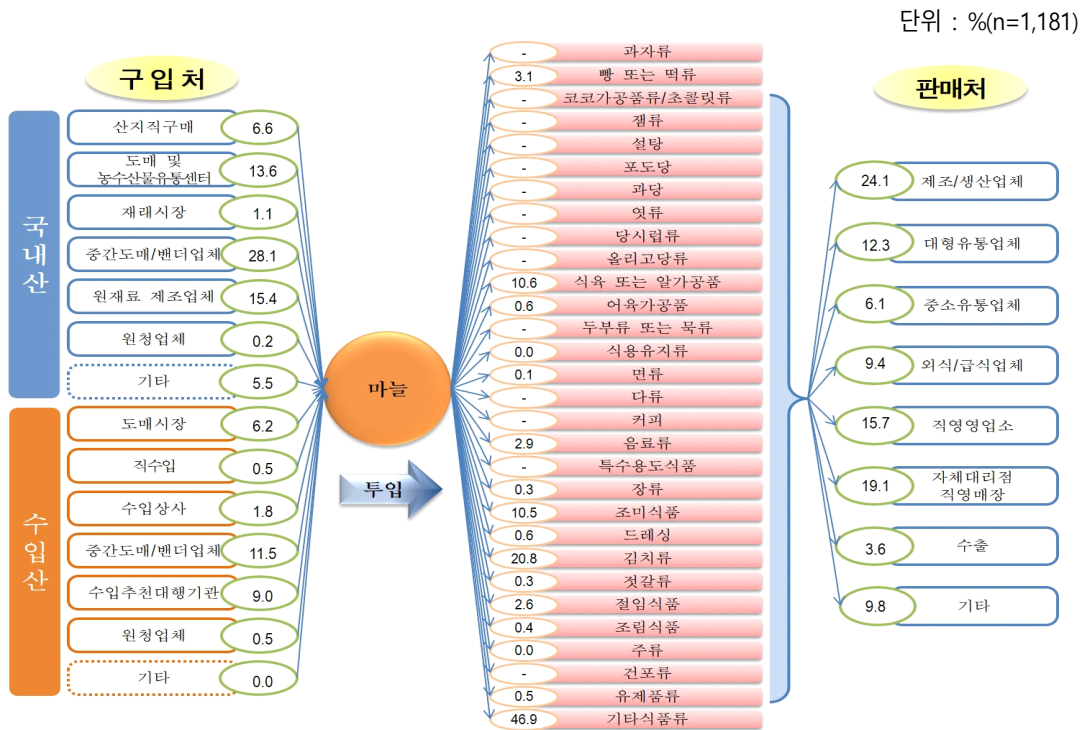 단위 : %(n=1,181)
구 입 처
국내산
산지직구매 6.6
도매 및
농수산물유통센터 13.6
재래시장 1.1
중간도매/밴더업체 28.1
원재료 제조업체 15.4
원청업체 0.2
기타 5.5
수입산
도매시장 6.2
직수입 0.5
수입상사 1.8
중간도매/밴더업체 11.5
수입추천대행기관 9.0
원청업체 0.5
기타 0.0
마늘
투입
- 과자류
3.1 빵 또는 떡류
- 코코가공품류/초콜릿류
- 잼류
- 설탕
- 포도당
- 과당
- 엿류
- 당시럽류
- 올리고당류
10.6 식육 또는 알가공품
0.6 어육가공품
- 두부류 또는 묵류
0.0 식용유지류
0.1 면류
- 다류
- 커피
2.9 음료류
- 특수용도식품
0.3 장류
10.5 조미식품
0.6 드레싱
20.8 김치류
0.3 젓갈류
2.6 절임식품
0.4 조림식품
0.0 주류
- 건포류
0.5 유제품류
46.9 기타식품류
판매처
24.1 제조/생산업체
12.3 대형유통업체
6.1 중소유통업체
9.4 외식/급식업체
15.7 직영영업소
19.1 자체대리점
직영매장
3.6 수출
9.8 기타